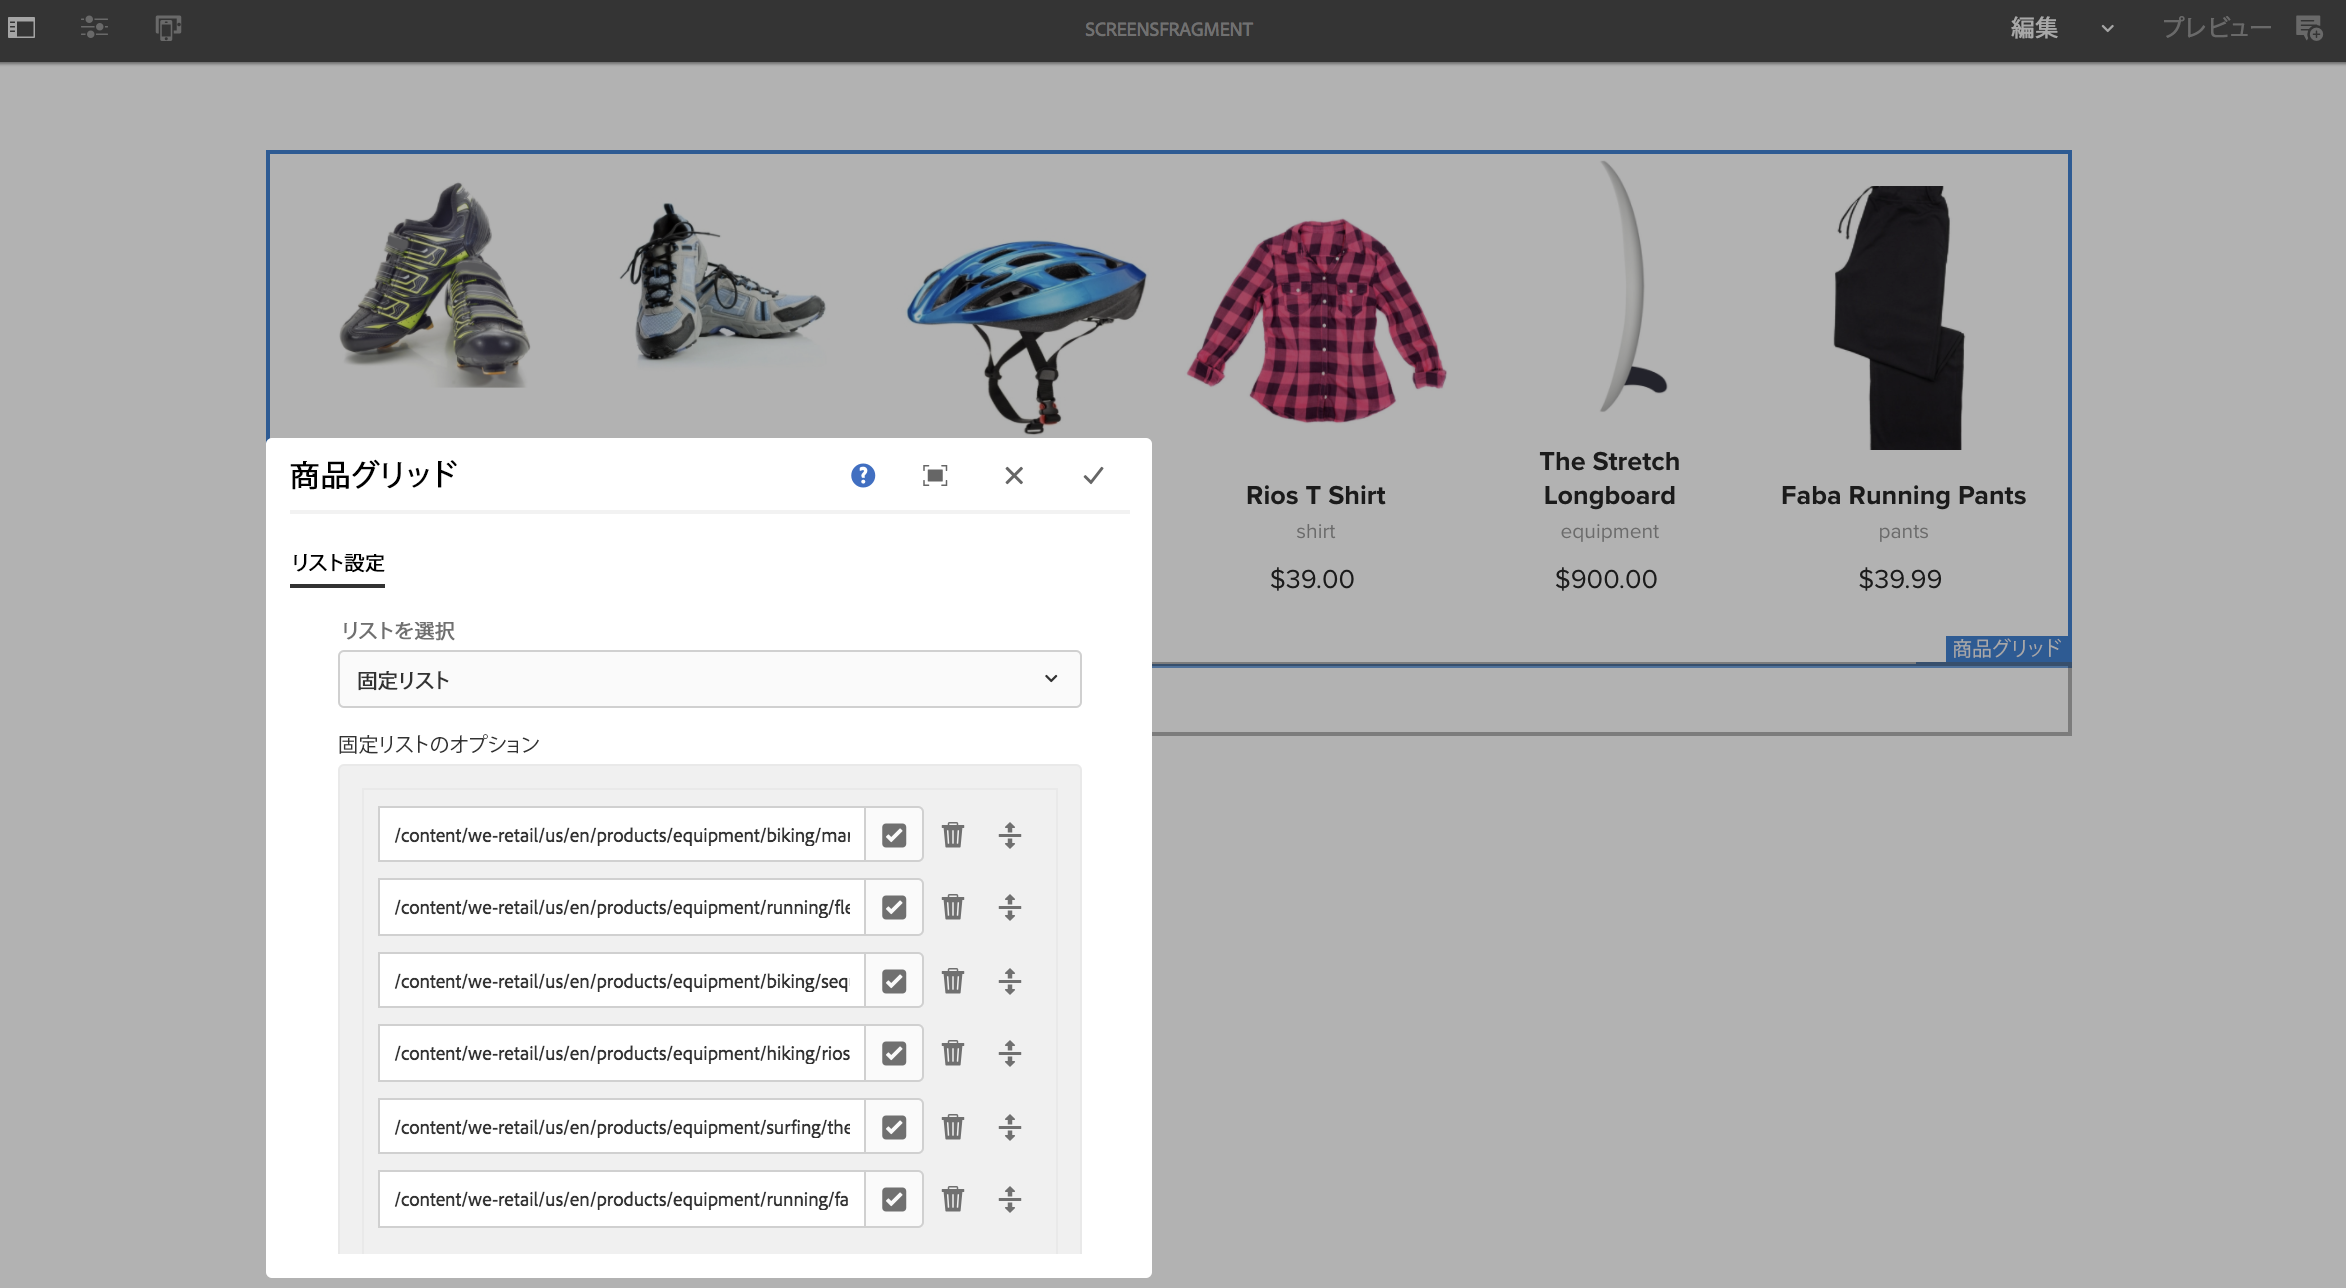 SCREENSFRAGMENT
編集
プレビュー
Rios T Shirt
shirt
$39.00
The Stretch
Longboard
equipment
$900.00
Faba Running Pants
pants
$39.99
商品グリッド
商品グリッド
リスト設定
リストを選択
固定リスト
固定リストのオプション
/content/we-retail/us/en/products/equipment/biking/mar
/content/we-retail/us/en/products/equipment/running/fle
/content/we-retail/us/en/products/equipment/biking/seq
/content/we-retail/us/en/products/equipment/hiking/rios
/content/we-retail/us/en/products/equipment/surfing/the
/content/we-retail/us/en/products/equipment/running/fa